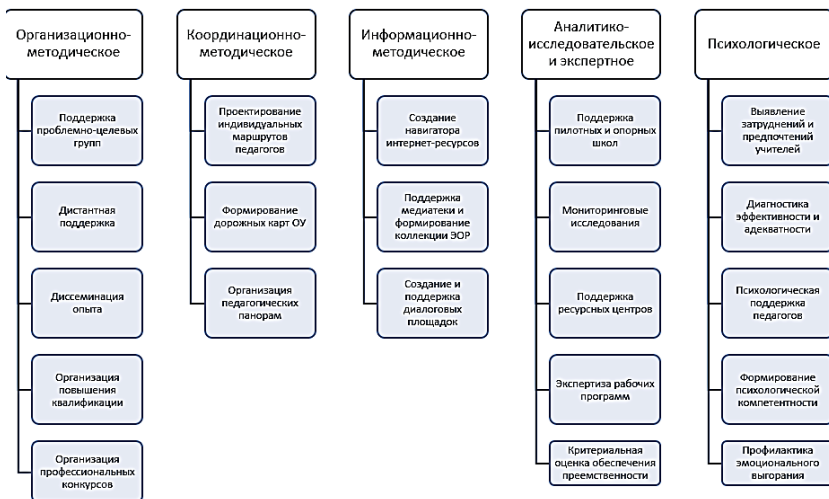 Организационно-
методическое
Поддержка
проблемно-целевых
групп
Дистантная
поддержка
Диссеминация
опыта
Организация
повышения
квалификации
Организация
профессиональных
конкурсов
Координационно-
методическое
Проектирование
индивидуальных
маршрутов
педагогов
Формирование
дорожных карт ОУ
Организация
педагогических
панорам
Информационно-
методическое
Создание
навигатора
интернет-ресурсов
Поддержка
медиатеки и
формирование
коллекции ЭОР
Создание и
поддержка
диалоговых
площадок
Аналитико-
исследовательское
и экспертное
Поддержка
пилотных и опорных
школ
Мониторинговые
исследования
Поддержка
ресурсных центров
Экспертиза рабочих
программ
Критериальная
оценка обеспечения
преемственности
Психологическое
Выявление
затруднений и
предпочтений
учителей
Диагностика
эффективности и
адекватности
Психологическая
поддержка
педагогов
Формирование
психологической
компетентности
Профилактика
эмоционального
выгорания